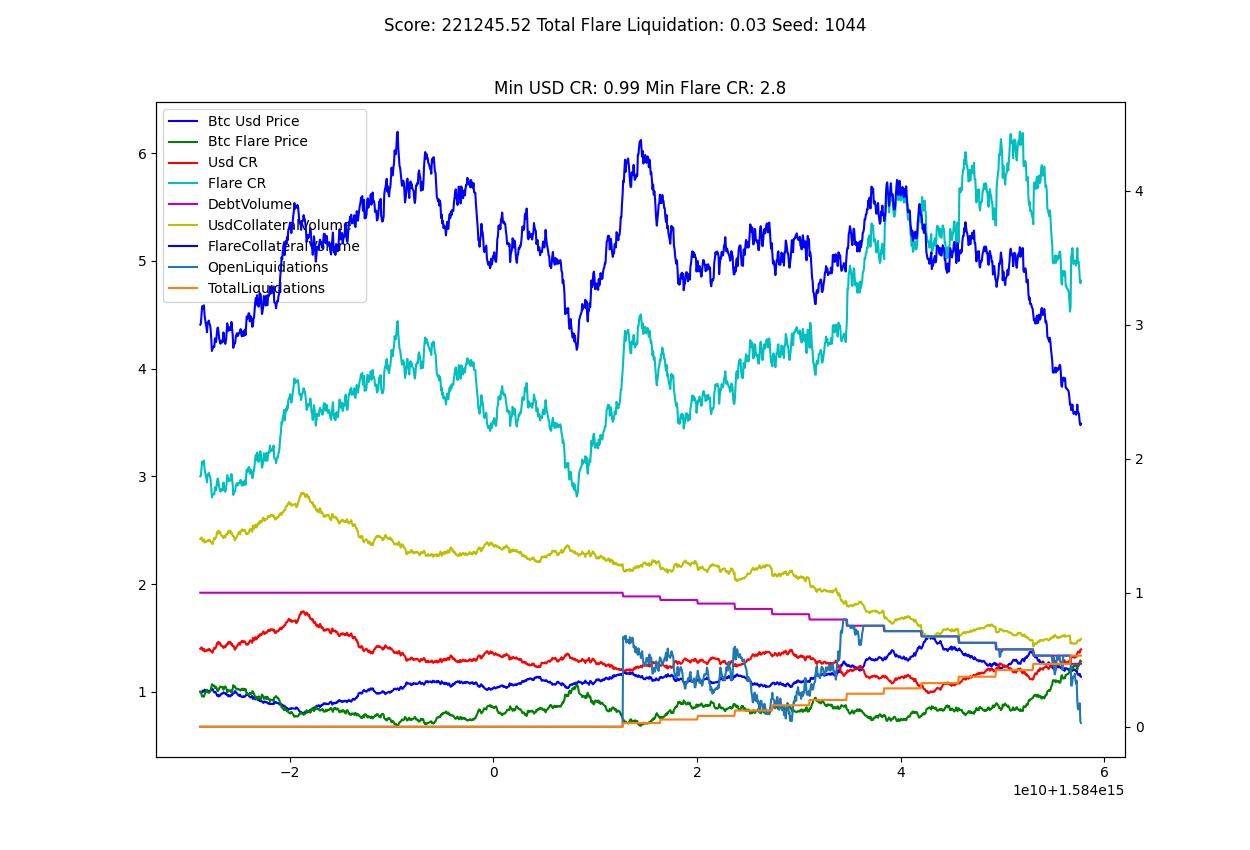 Score: 221245.52 Total Flare Liquidation: 0.03 Seed: 1044
Min USD CR: 0.99 Min Flare CR: 2.8
Btc Usd Price
Btc Flare Price
Usd CR
Flare CR
DebtVolume
UsdCollateralVolume
FlareCollateralVolume
OpenLiquidations
TotalLiquidations
6
5
4
3
2
1
4
3
2
1
0
−2
0
2
4
6
1e10+1.584e15